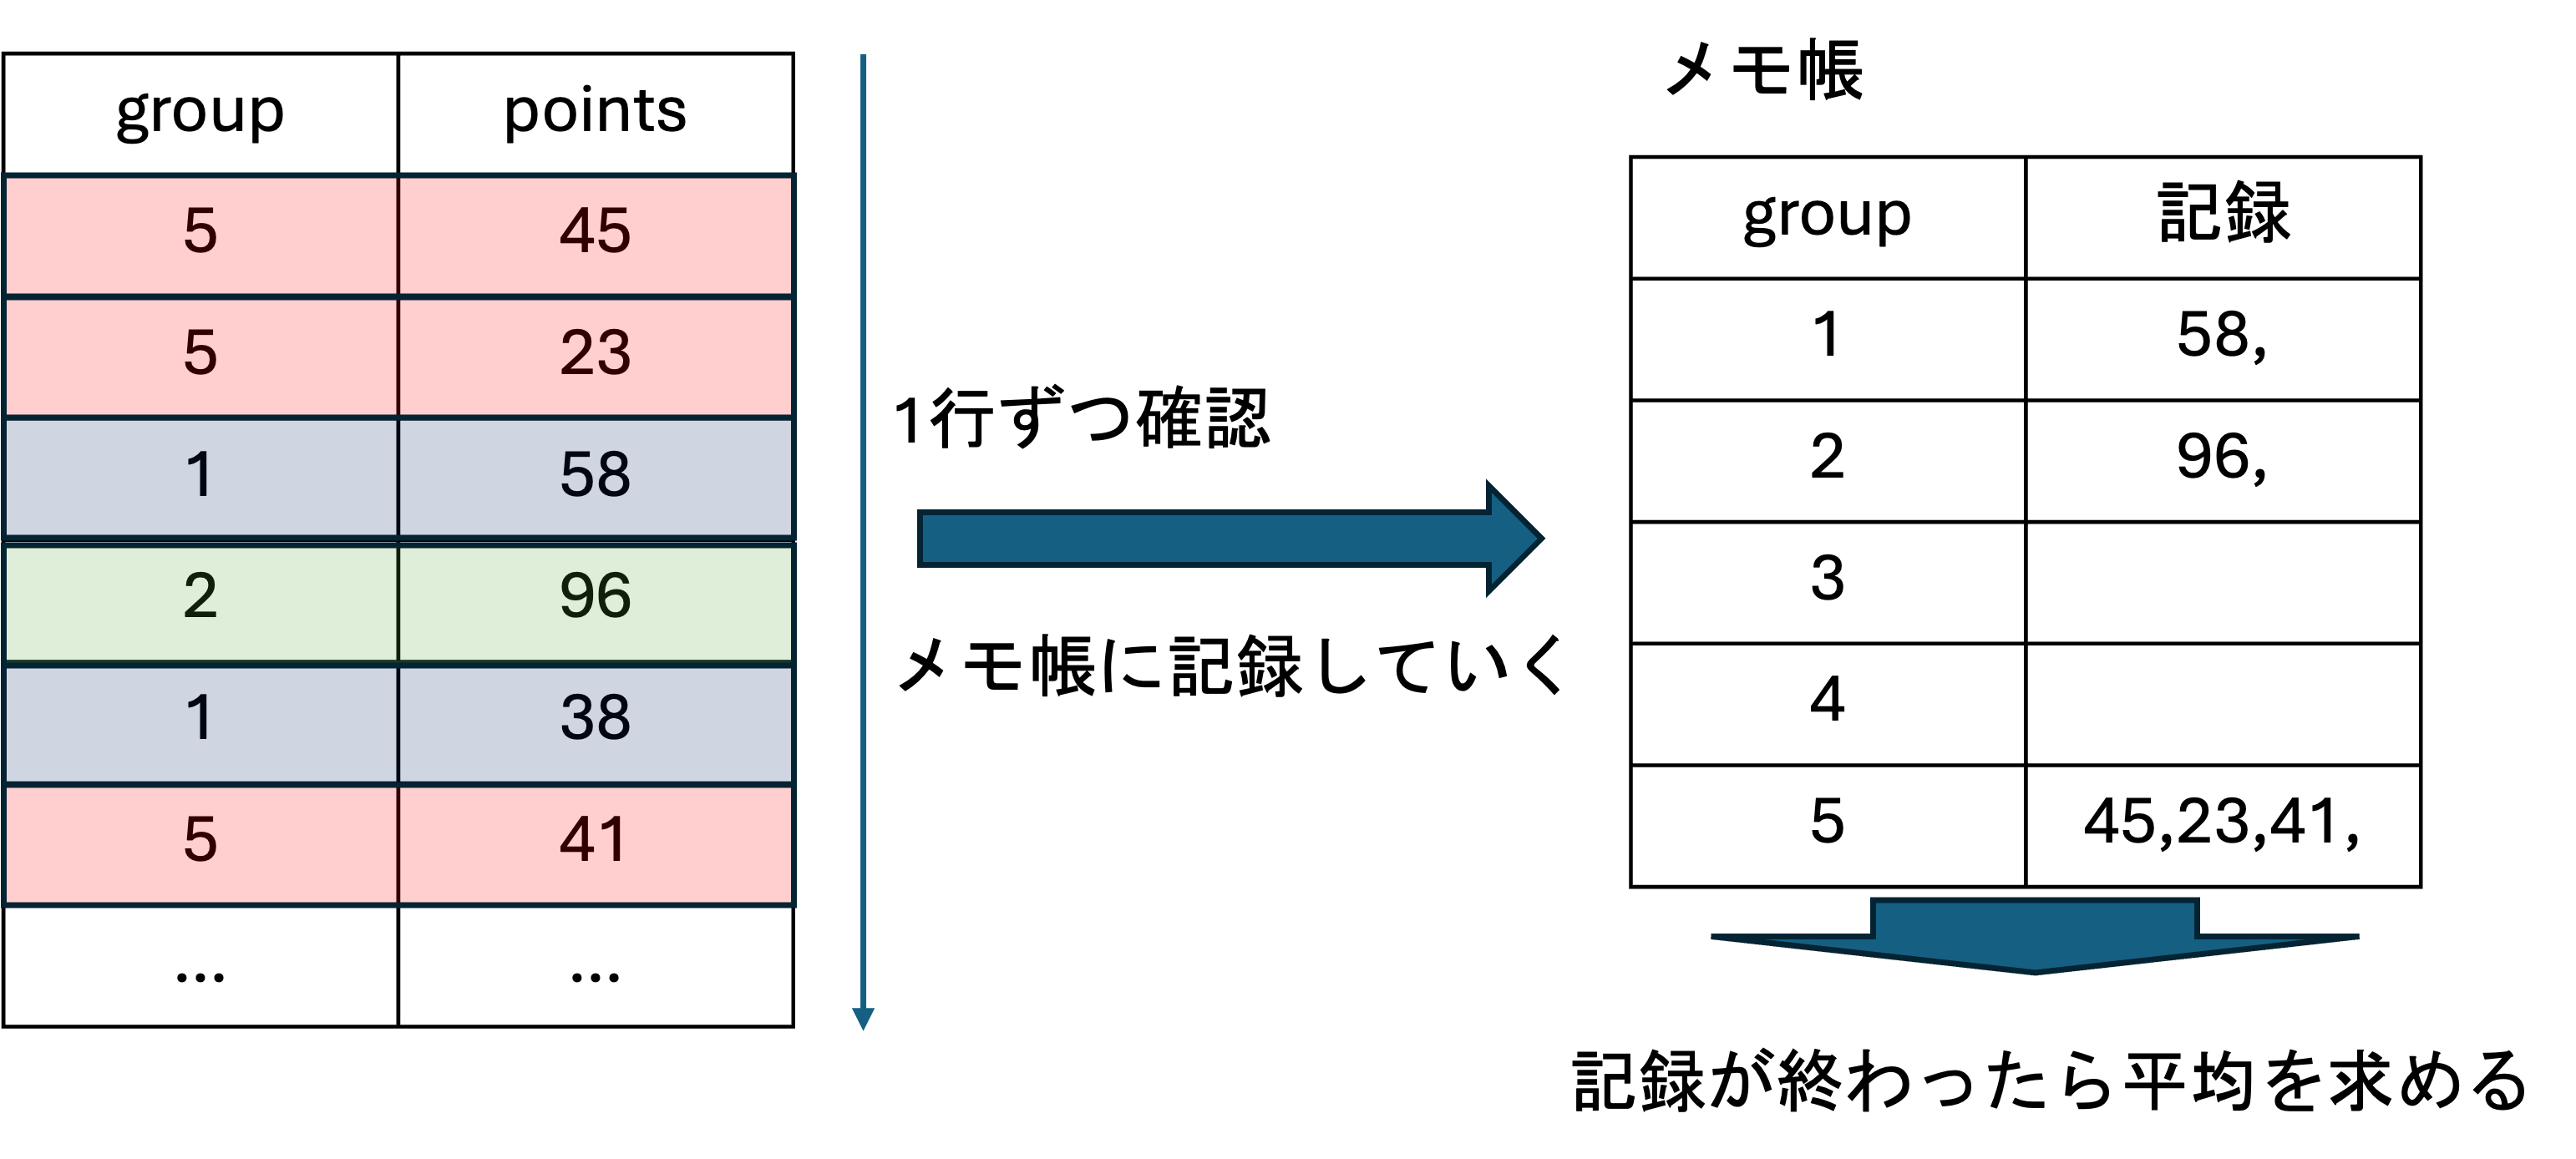 group points
5 45
5 23
1 58
2 96
1 38
5 41
... ...
1行ずつ確認
メモ帳に記録していく
メモ帳
group 記録
1 58,
2 96,
3
4
5 45,23,41,
記録が終わったら平均を求める